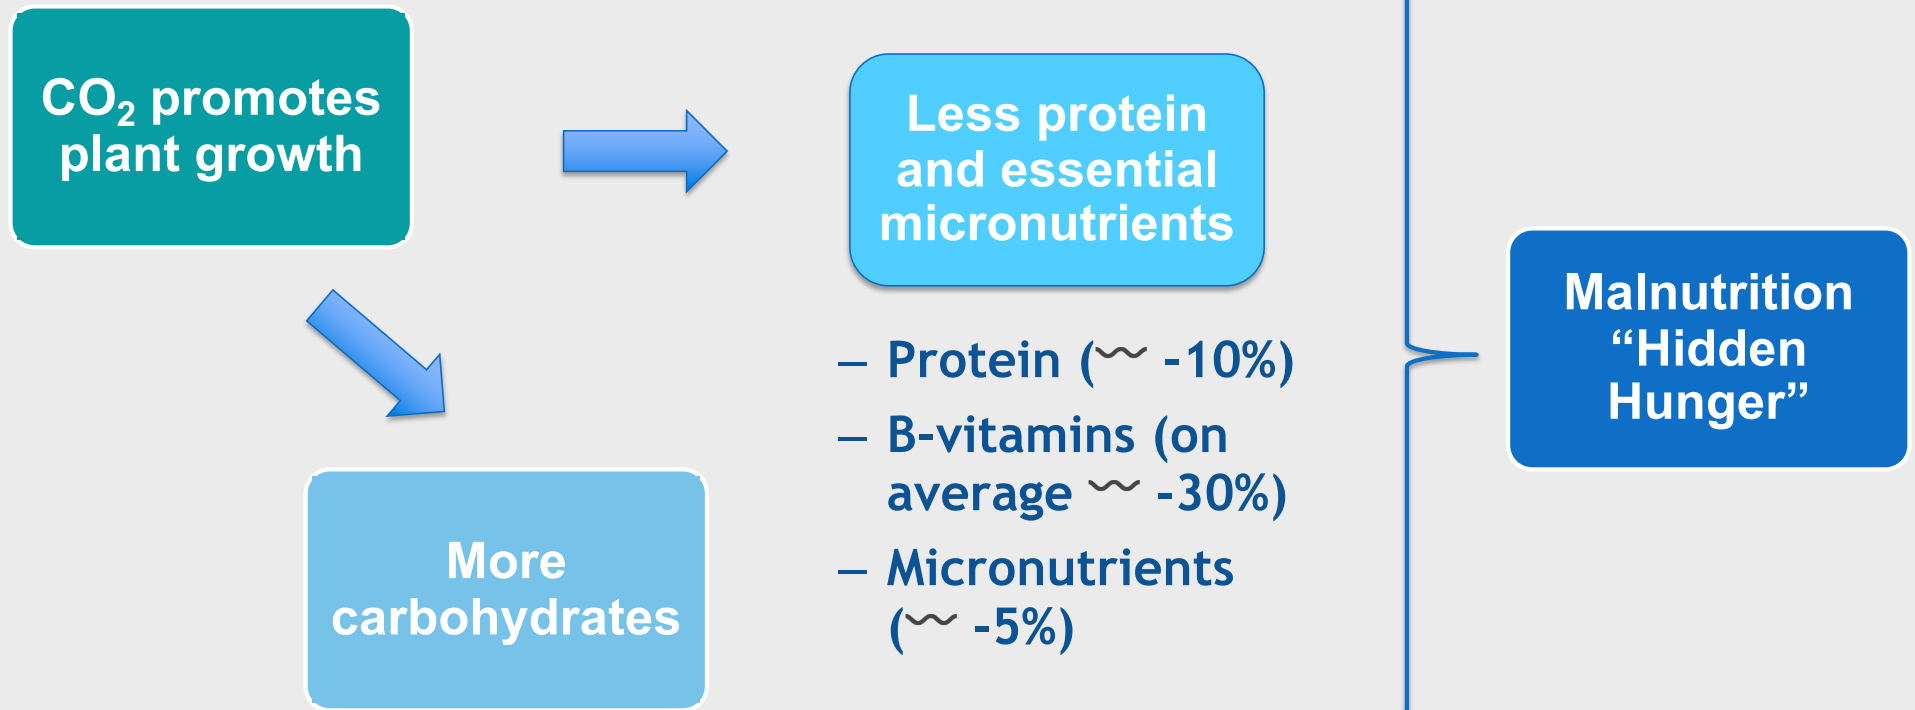 CO₂ promotes
plant growth
Less protein
and essential
micronutrients
– Protein (〰 -10%)
– B-vitamins (on
average 〰 -30%)
– Micronutrients
(〰 -5%)
More
carbohydrates
Malnutrition
“Hidden
Hunger”